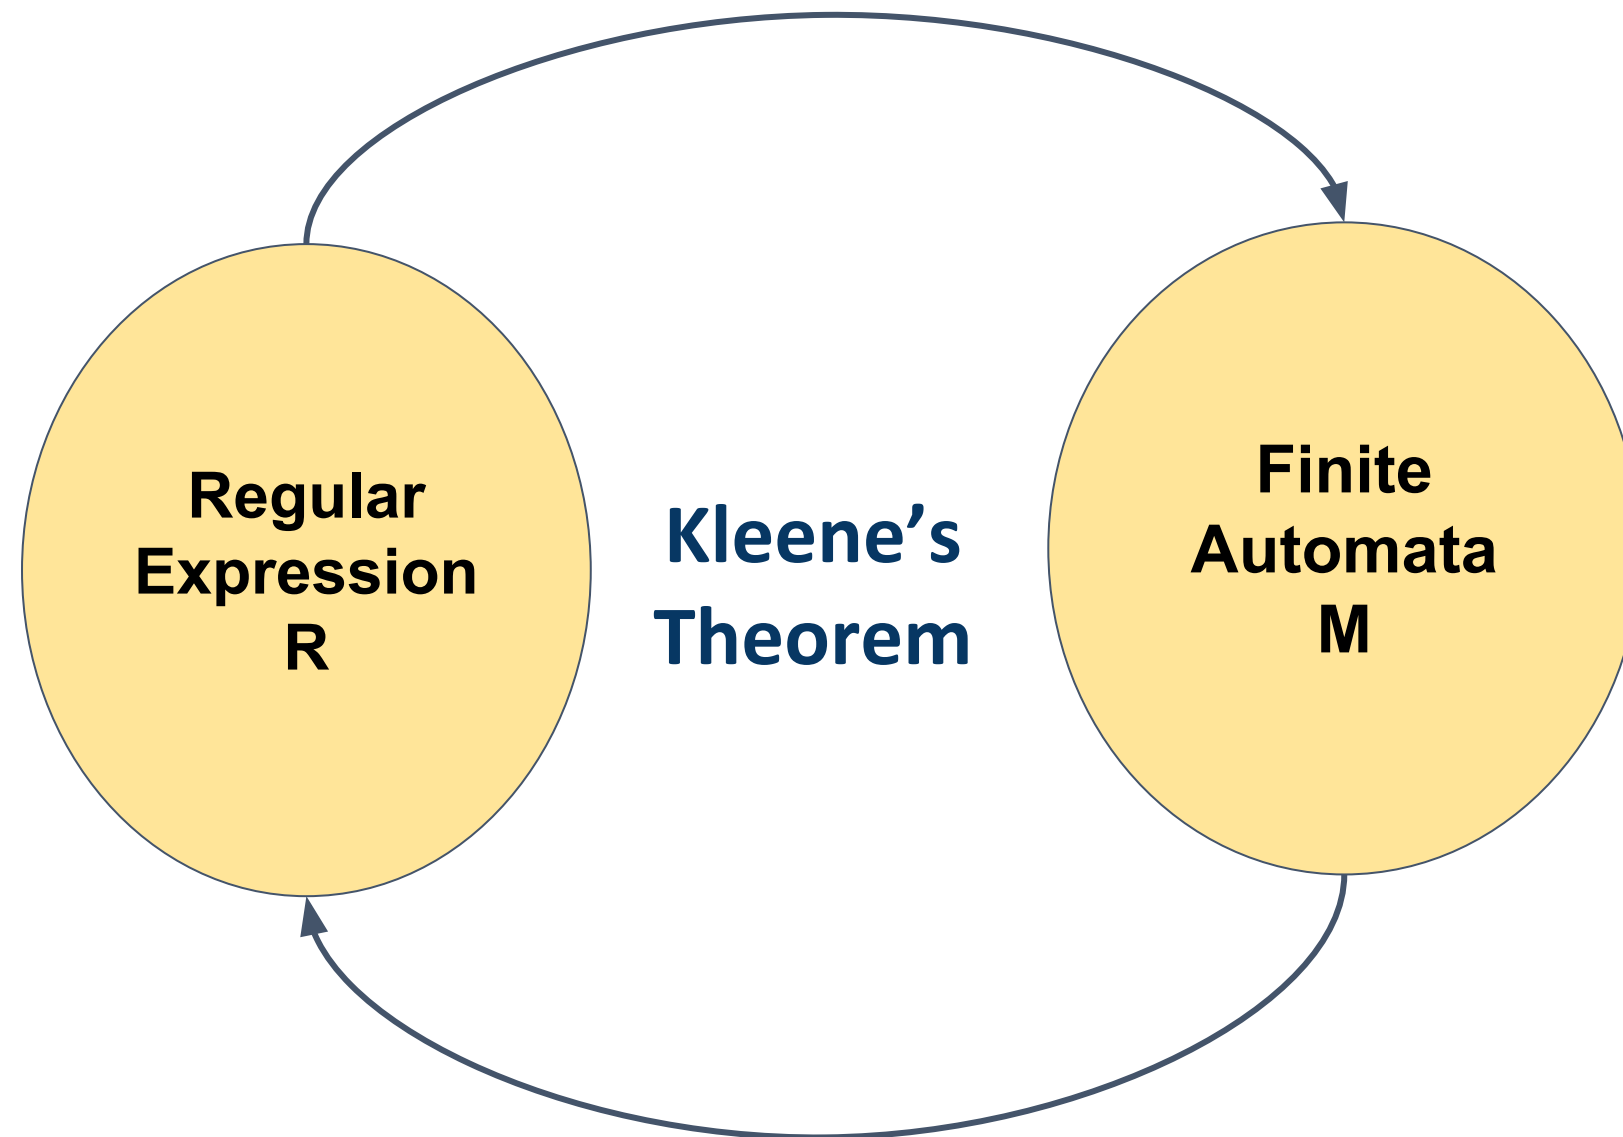 Regular
Expression
R
Kleene’s
Theorem
Finite
Automata
M